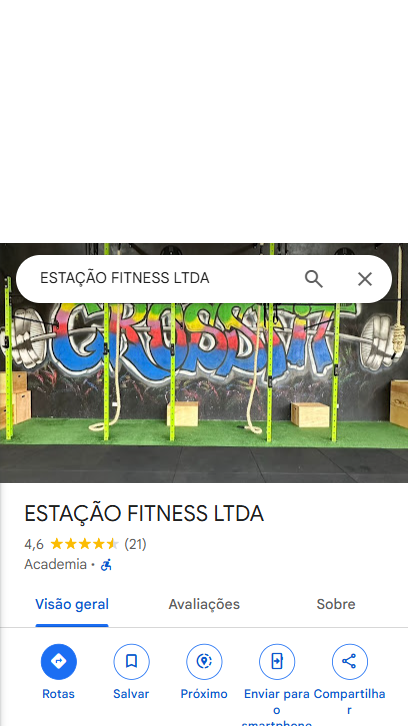 ESTAÇÃO FITNESS LTDA
CROSSFIT
ESTAÇÃO FITNESS LTDA
4,6 (21)
Academia ·
Visão geral Avaliações Sobre
Rotas Salvar Próximo Enviar para o smartphone Compartilhar